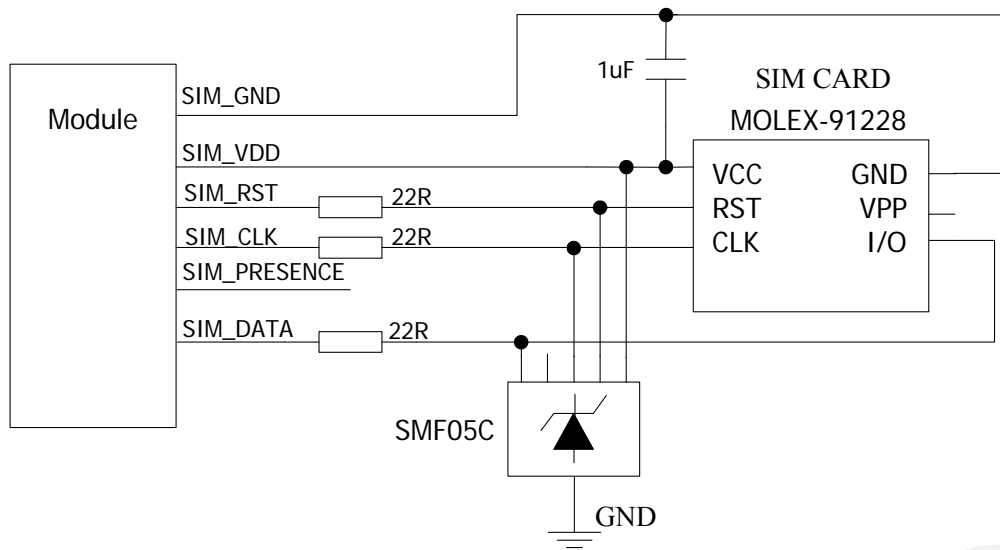 1uF
SIM CARD
MOLEX-91228
Module
SIM_GND
SIM_VDD
SIM_RST
22R
SIM_CLK
22R
SIM_PRESENCE
SIM_DATA
22R
VCC
GND
RST
VPP
CLK
I/O
SMF05C
GND